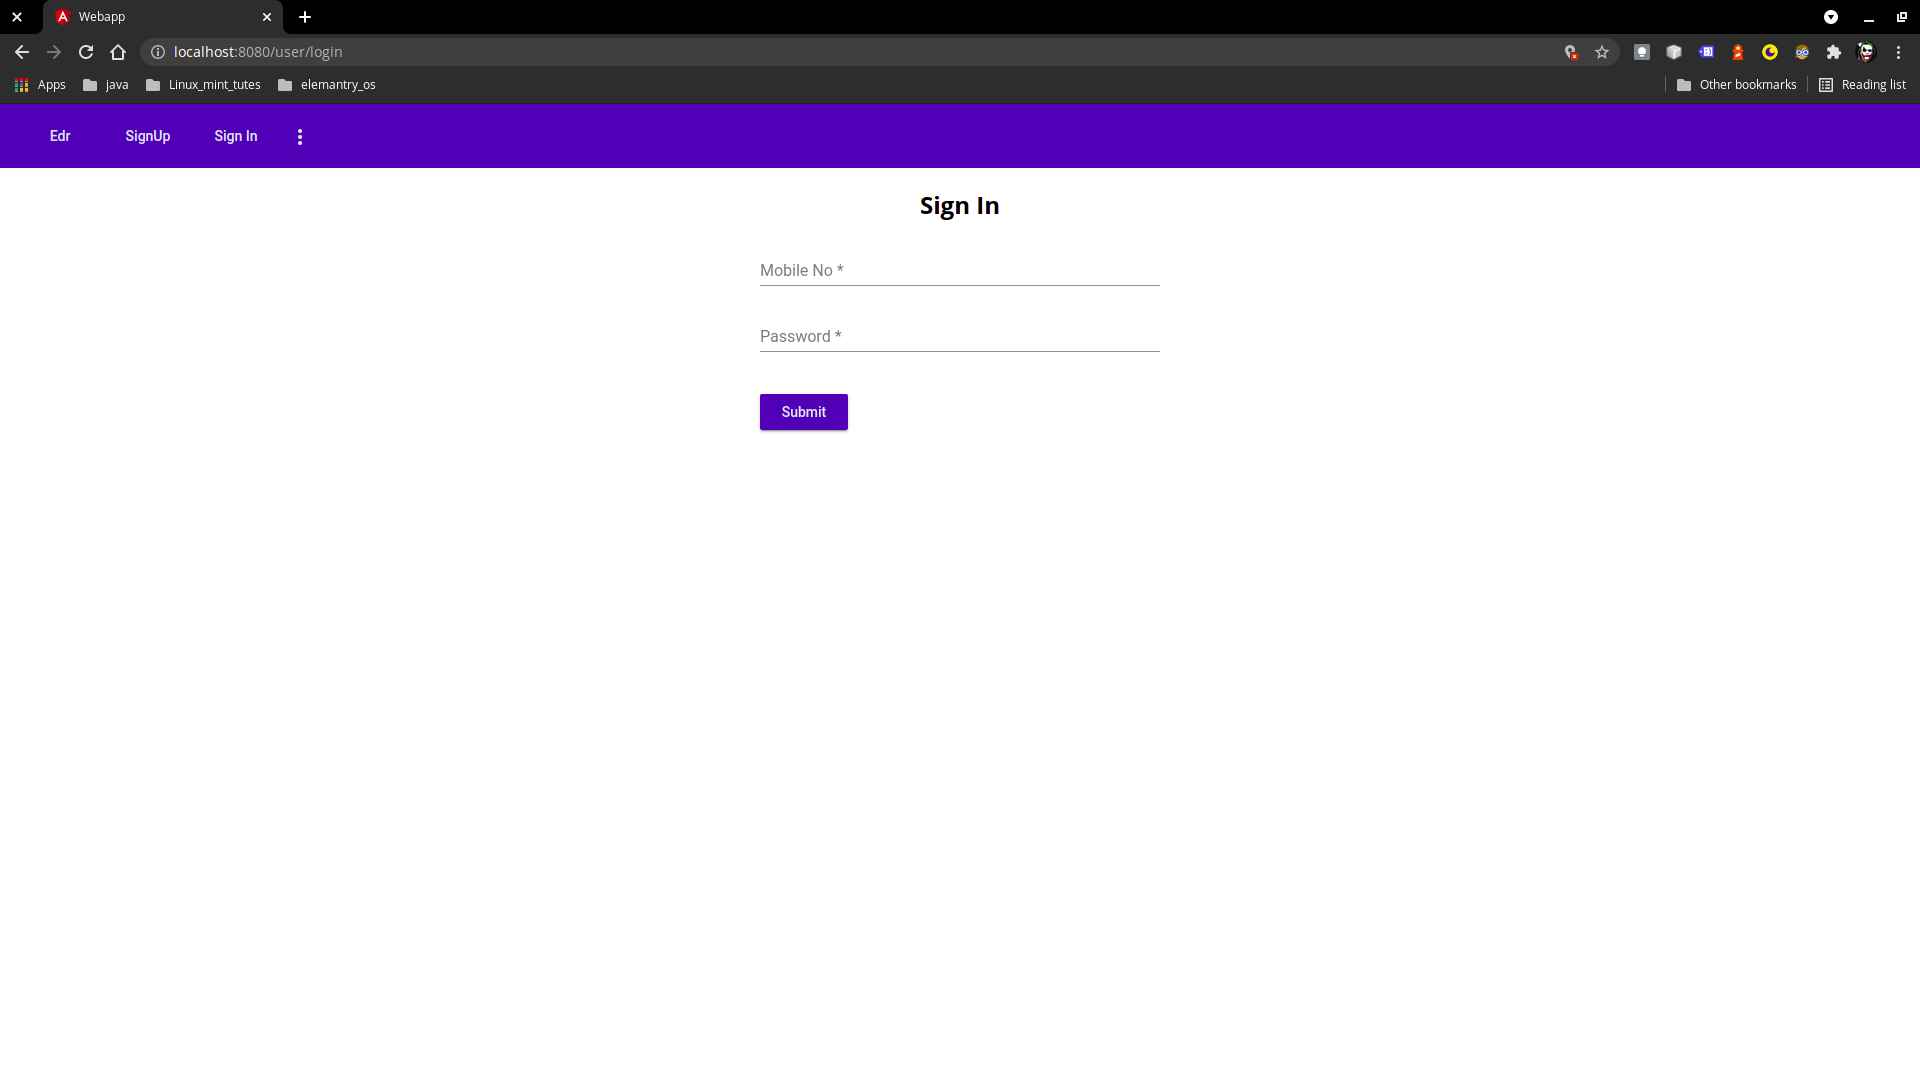 Webapp
localhost:8080/user/login
Apps java Linux_mint_tutes elemantry_os Other bookmarks Reading list
Edr SignUp Sign In
Sign In
Mobile No *
Password *
Submit